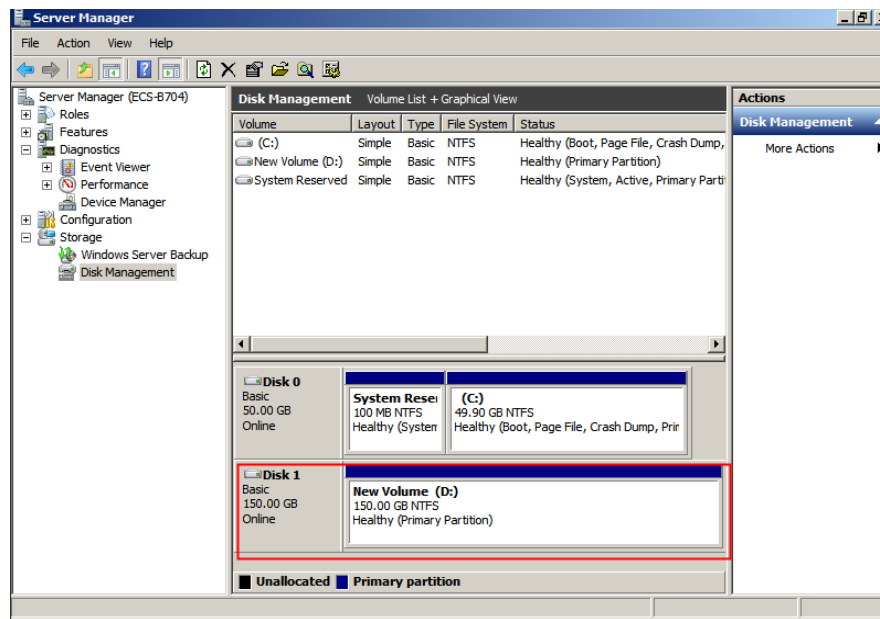 Server Manager
File Action View Help
Server Manager (ECS-B704)
Roles
Features
Diagnostics
Event Viewer
Performance
Device Manager
Configuration
Storage
Windows Server Backup
Disk Management
Disk Management Volume List + Graphical View
Volume Layout Type File System Status
(C:) Simple Basic NTFS Healthy (Boot, Page File, Crash Dump,
New Volume (D:) Simple Basic NTFS Healthy (Primary Partition)
System Reserved Simple Basic NTFS Healthy (System, Active, Primary Parti
Disk 0
Basic
50.00 GB
Online
System Reser
100 MB NTFS
Healthy (System
(C:)
49.90 GB NTFS
Healthy (Boot, Page File, Crash Dump, Prir
Disk 1
Basic
150.00 GB
Online
New Volume (D:)
150.00 GB NTFS
Healthy (Primary Partition)
Unallocated Primary partition
Actions
Disk Management
More Actions